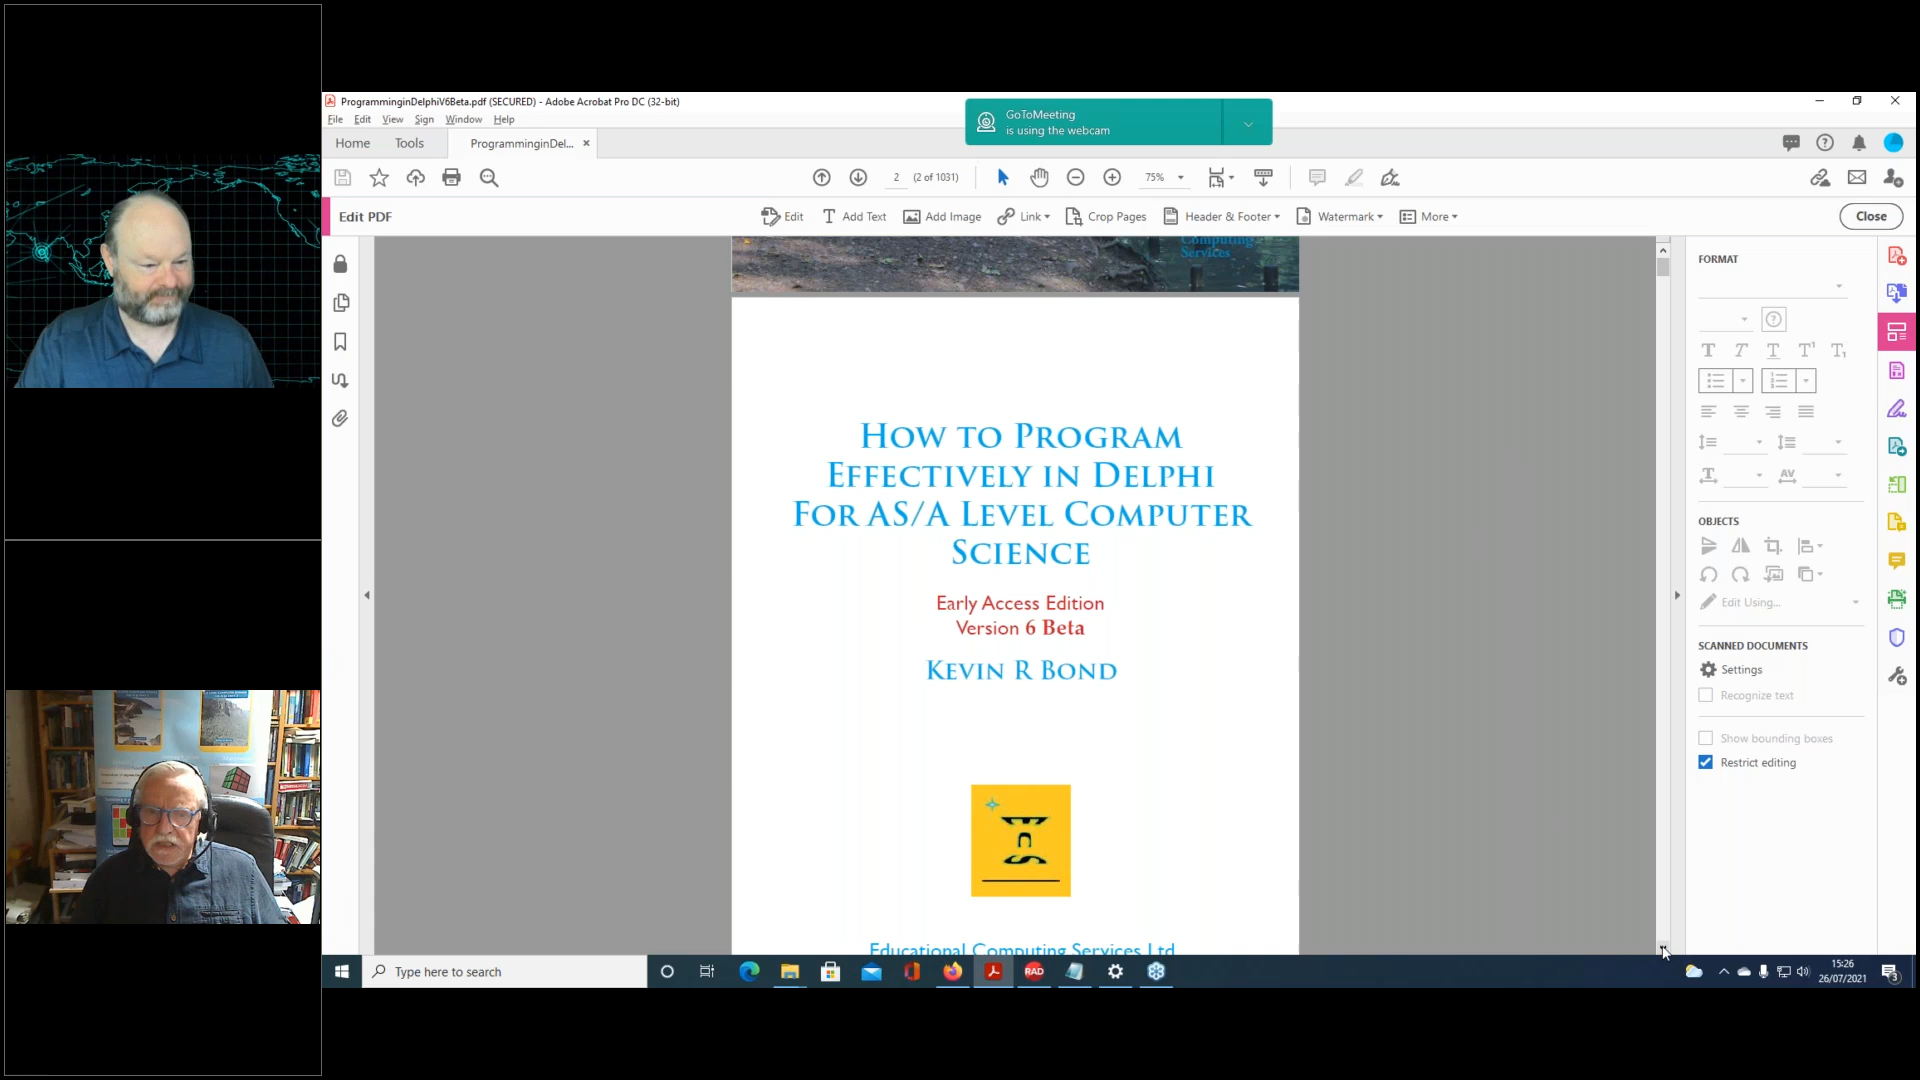 ProgramminginDelphiV6Beta.pdf (SECURED) - Adobe Acrobat Pro DC (32-bit)
File Edit View Sign Window Help
GoToMeeting
is using the webcam
Home Tools ProgramminginDel...
2 (2 of 1031) 75%
Edit PDF
Edit Add Text Add Image Link Crop Pages Header & Footer Watermark More
Close
Computing
Services
HOW TO PROGRAM
EFFECTIVELY IN DELPHI
FOR AS/A LEVEL COMPUTER
SCIENCE
Early Access Edition
Version 6 Beta
KEVIN R BOND
Educational Computing Services Ltd
FORMAT
OBJECTS
Edit Using...
SCANNED DOCUMENTS
Settings
Recognize text
Show bounding boxes
Restrict editing
Type here to search
RAD
15:26
26/07/2021
3